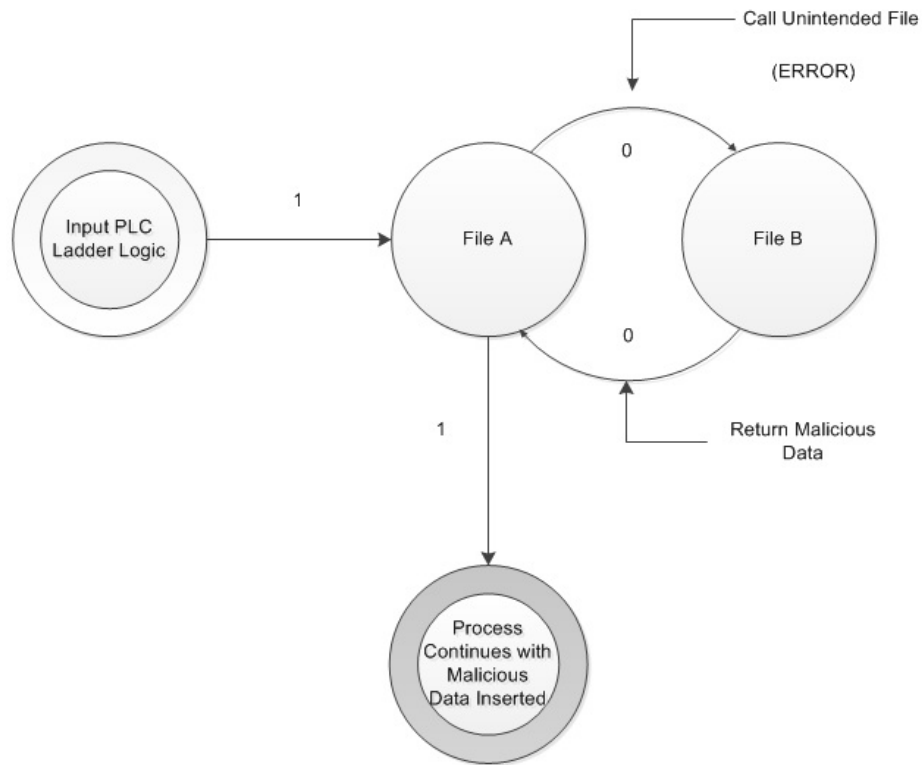 Call Unintended File
(ERROR)
0
1
Input PLC
Ladder Logic
File A
File B
0
1
Return Malicious
Data
Process
Continues with
Malicious
Data Inserted